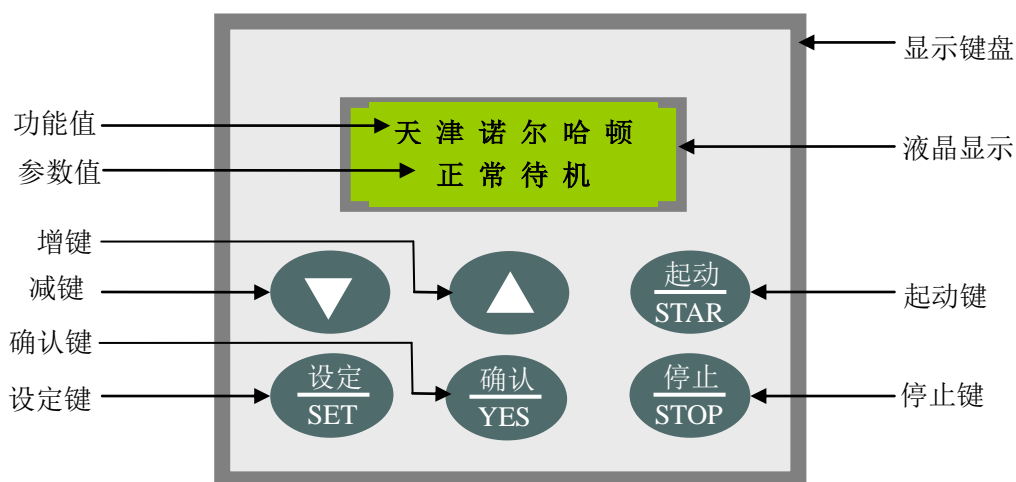 显示键盘
功能值
天津诺尔哈顿
液晶显示
参数值
正常待机
增键
减键
起动
STAR
起动键
确认键
设定键
设定
SET
确认
YES
停止
STOP
停止键